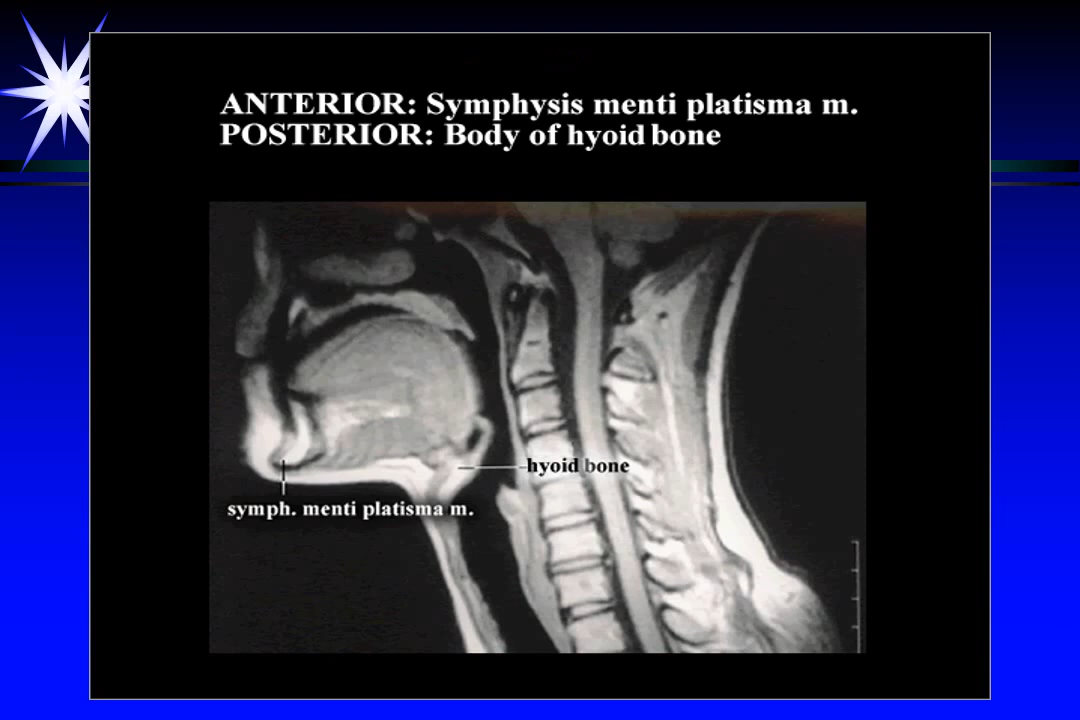 ANTERIOR: Symphysis menti platisma m.
POSTERIOR: Body of hyoid bone
hyoid bone
symph. menti platisma m.